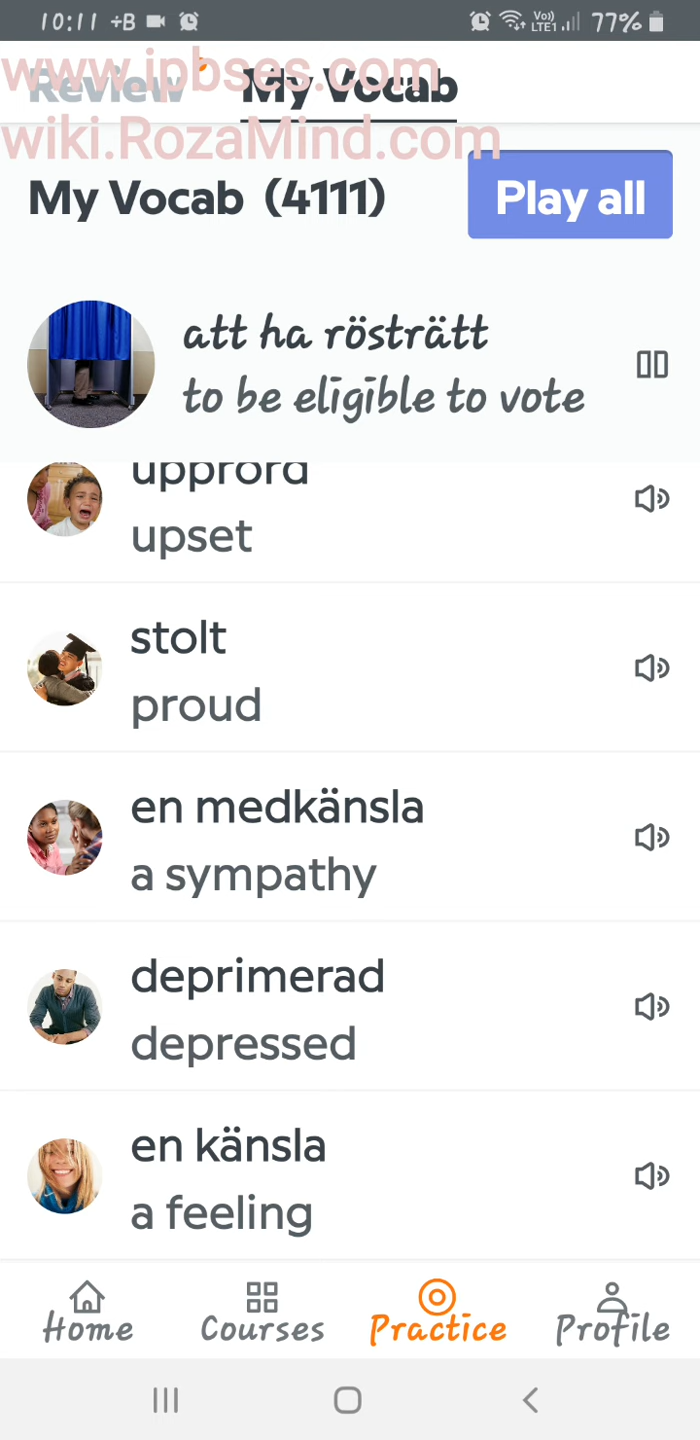 10:11 +B 77%
Vo)) LTE1
www.ipbses.com
Review My Vocab
wiki.RozaMind.com
My Vocab (4111) Play all
att ha rösträtt
to be eligible to vote
upprörd
upset
stolt
proud
en medkänsla
a sympathy
deprimerad
depressed
en känsla
a feeling
Home Courses Practice Profile